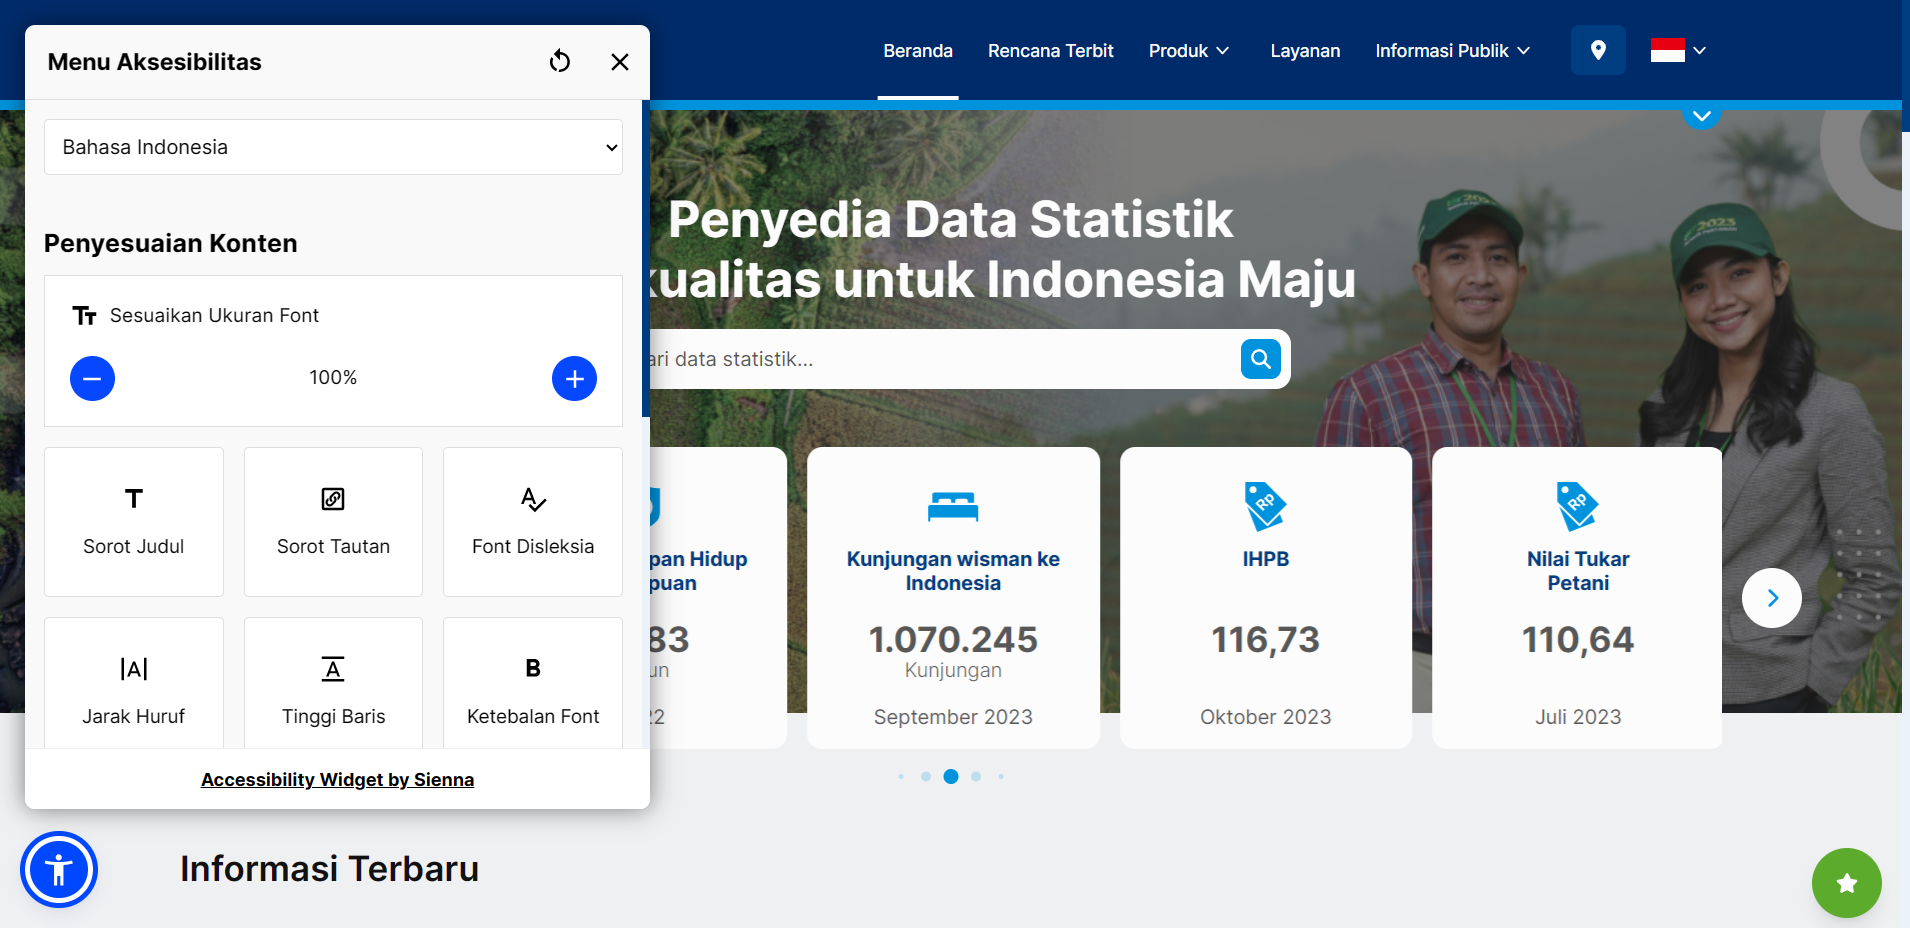 Menu Aksesibilitas
Beranda
Rencana Terbit
Produk
Layanan
Informasi Publik
Bahasa Indonesia
Penyesuaian Konten
Sesuaikan Ukuran Font
100%
Sorot Judul
Sorot Tautan
Font Disleksia
Jarak Huruf
Tinggi Baris
Ketebalan Font
Accessibility Widget by Sienna
Penyedia Data Statistik
kualitas untuk Indonesia Maju
ari data statistik...
pan Hidup
puan
83
un
22
Kunjungan wisman ke
Indonesia
1.070.245
Kunjungan
September 2023
IHPB
116,73
Oktober 2023
Nilai Tukar
Petani
110,64
Juli 2023
Informasi Terbaru